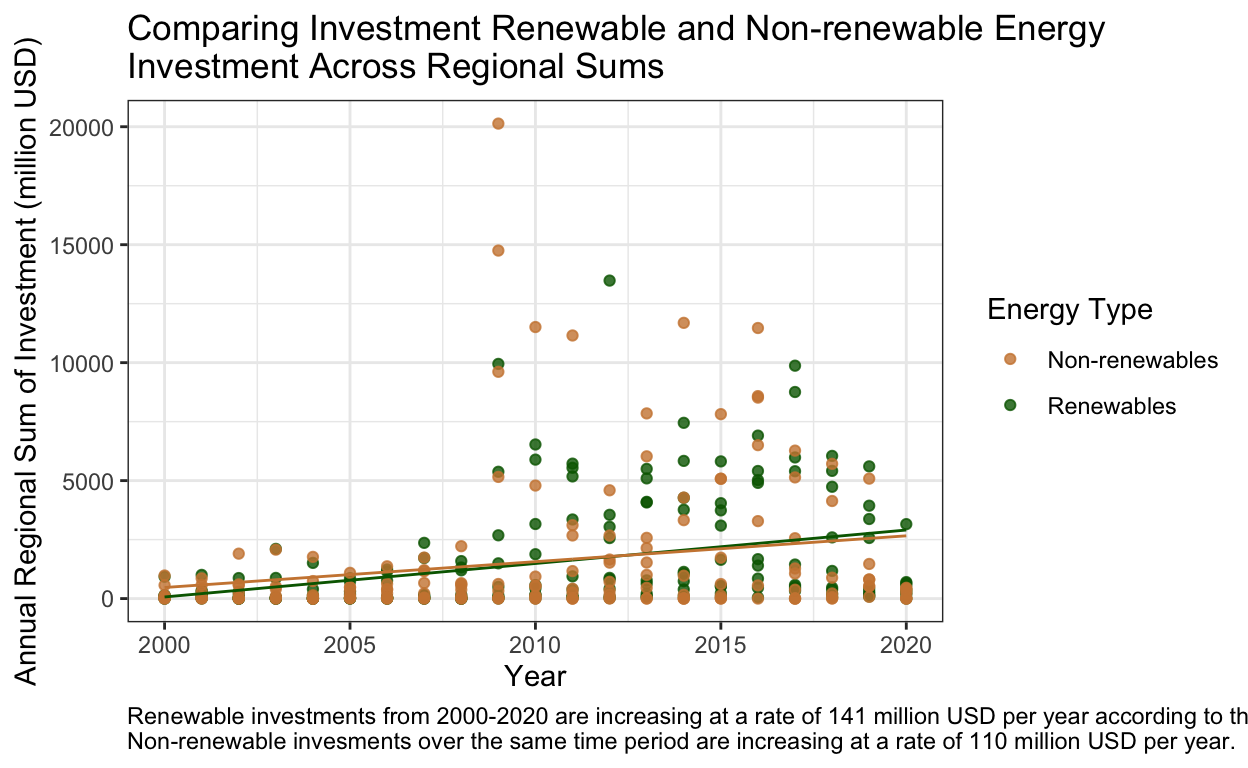 Comparing Investment Renewable and Non-renewable Energy
Investment Across Regional Sums
Annual Regional Sum of Investment (million USD)
20000
15000
10000
5000
0
2000
2005
2010
2015
2020
Year
Energy Type
Non-renewables
Renewables
Renewable investments from 2000-2020 are increasing at a rate of 141 million USD per year according to th
Non-renewable invesments over the same time period are increasing at a rate of 110 million USD per year.